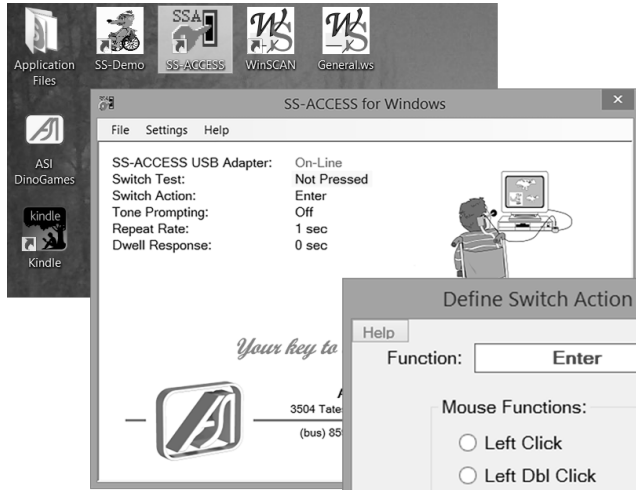 Application
Files
SS-Demo
SSA
SS-ACCESS
WS
WinSCAN
WS
General.ws
ASI
DinoGames
kindle
Kindle
SS-ACCESS for Windows
File Settings Help
SS-ACCESS USB Adapter: On-Line
Switch Test: Not Pressed
Switch Action: Enter
Tone Prompting: Off
Repeat Rate: 1 sec
Dwell Response: 0 sec
Your key to
3504 Tates
(bus) 85
ASI
Define Switch Action
Help
Function: Enter
Mouse Functions:
Left Click
Left Dbl Click